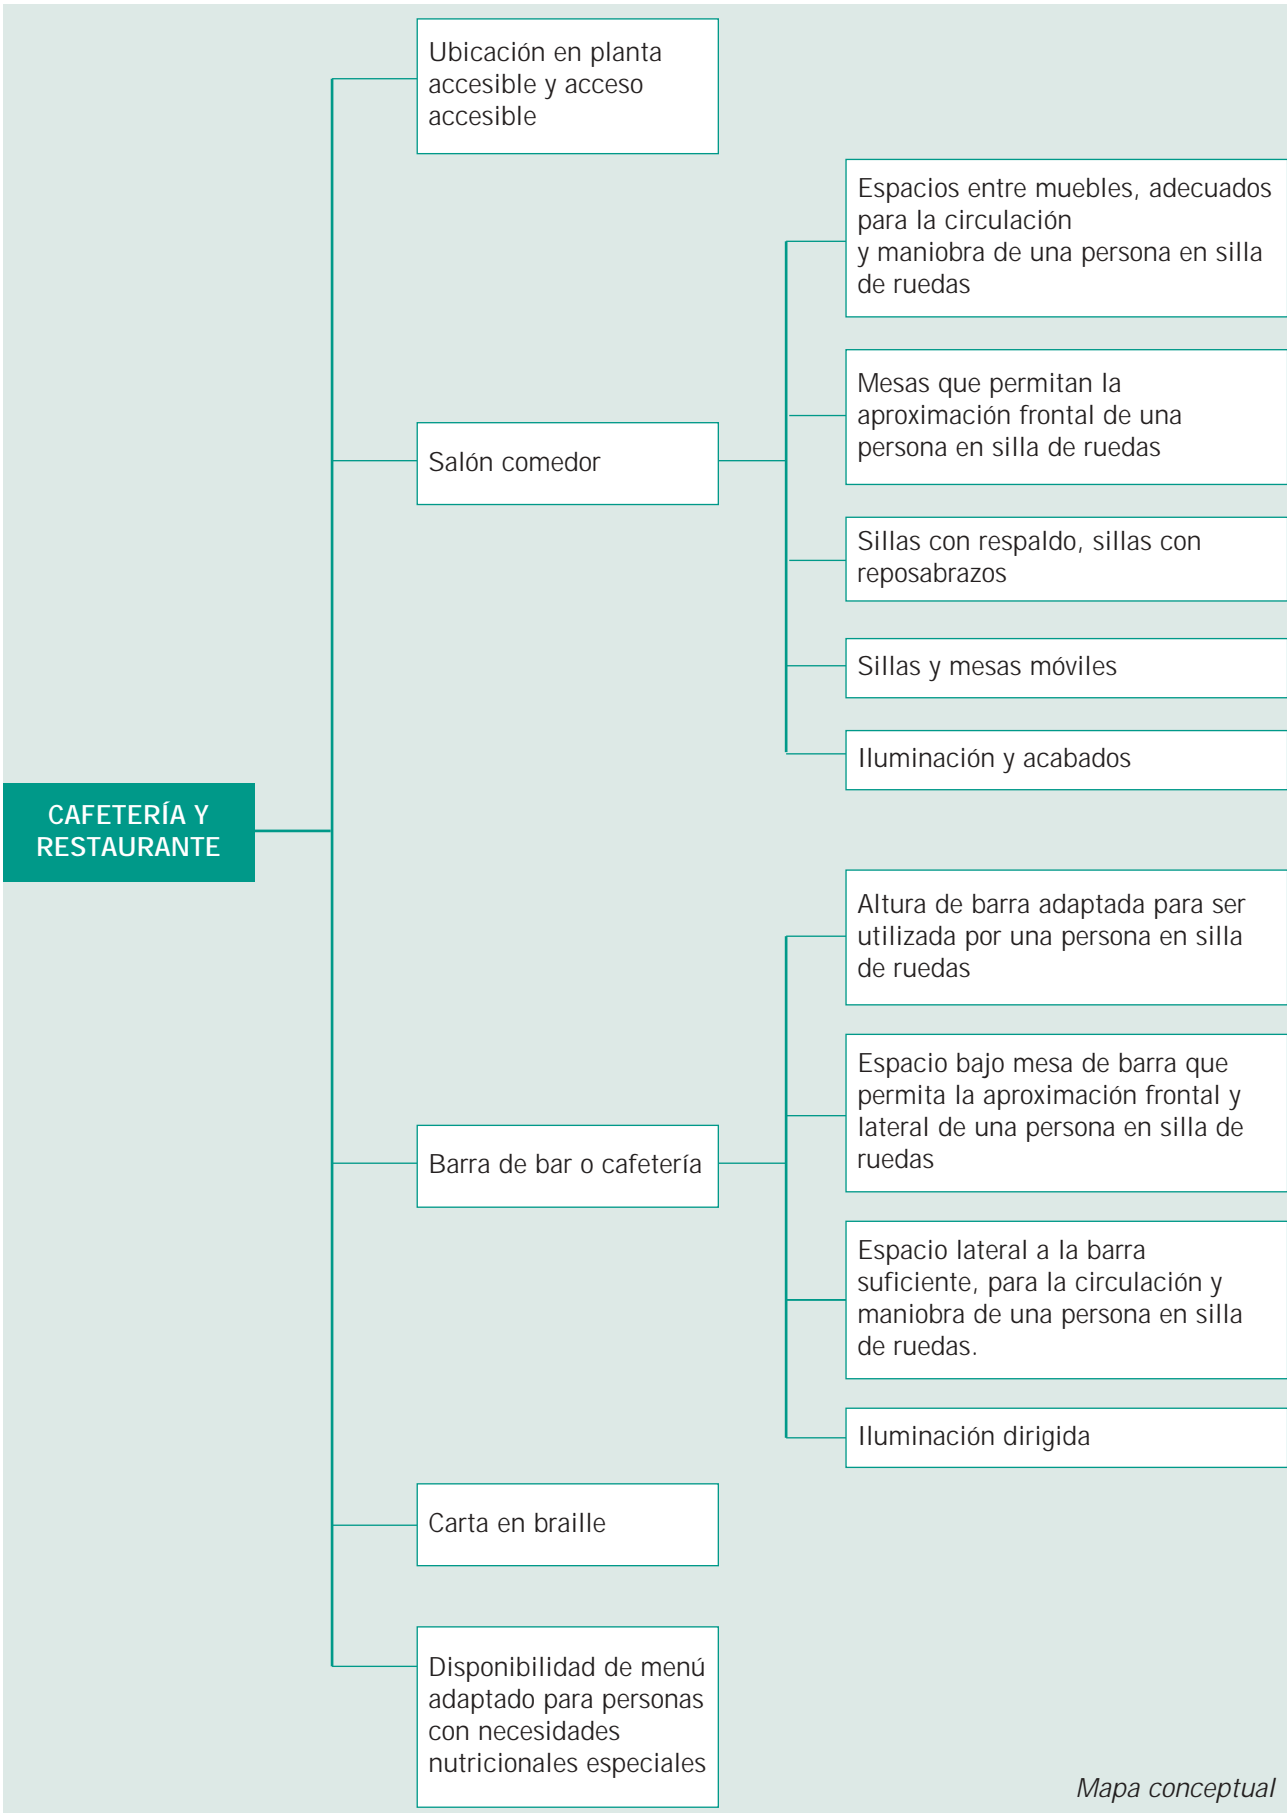 Ubicación en planta
accesible y acceso
accesible
Espacios entre muebles, adecuados
para la circulación
y maniobra de una persona en silla
de ruedas
Mesas que permitan la
aproximación frontal de una
persona en silla de ruedas
Salón comedor
Sillas con respaldo, sillas con
reposabrazos
Sillas y mesas móviles
Iluminación y acabados
CAFETERÍA Y
RESTAURANTE
Altura de barra adaptada para ser
utilizada por una persona en silla
de ruedas
Espacio bajo mesa de barra que
permita la aproximación frontal y
lateral de una persona en silla de
ruedas
Barra de bar o cafetería
Espacio lateral a la barra
suficiente, para la circulación y
maniobra de una persona en silla
de ruedas.
Iluminación dirigida
Carta en braille
Disponibilidad de menú
adaptado para personas
con necesidades
nutricionales especiales
Mapa conceptual